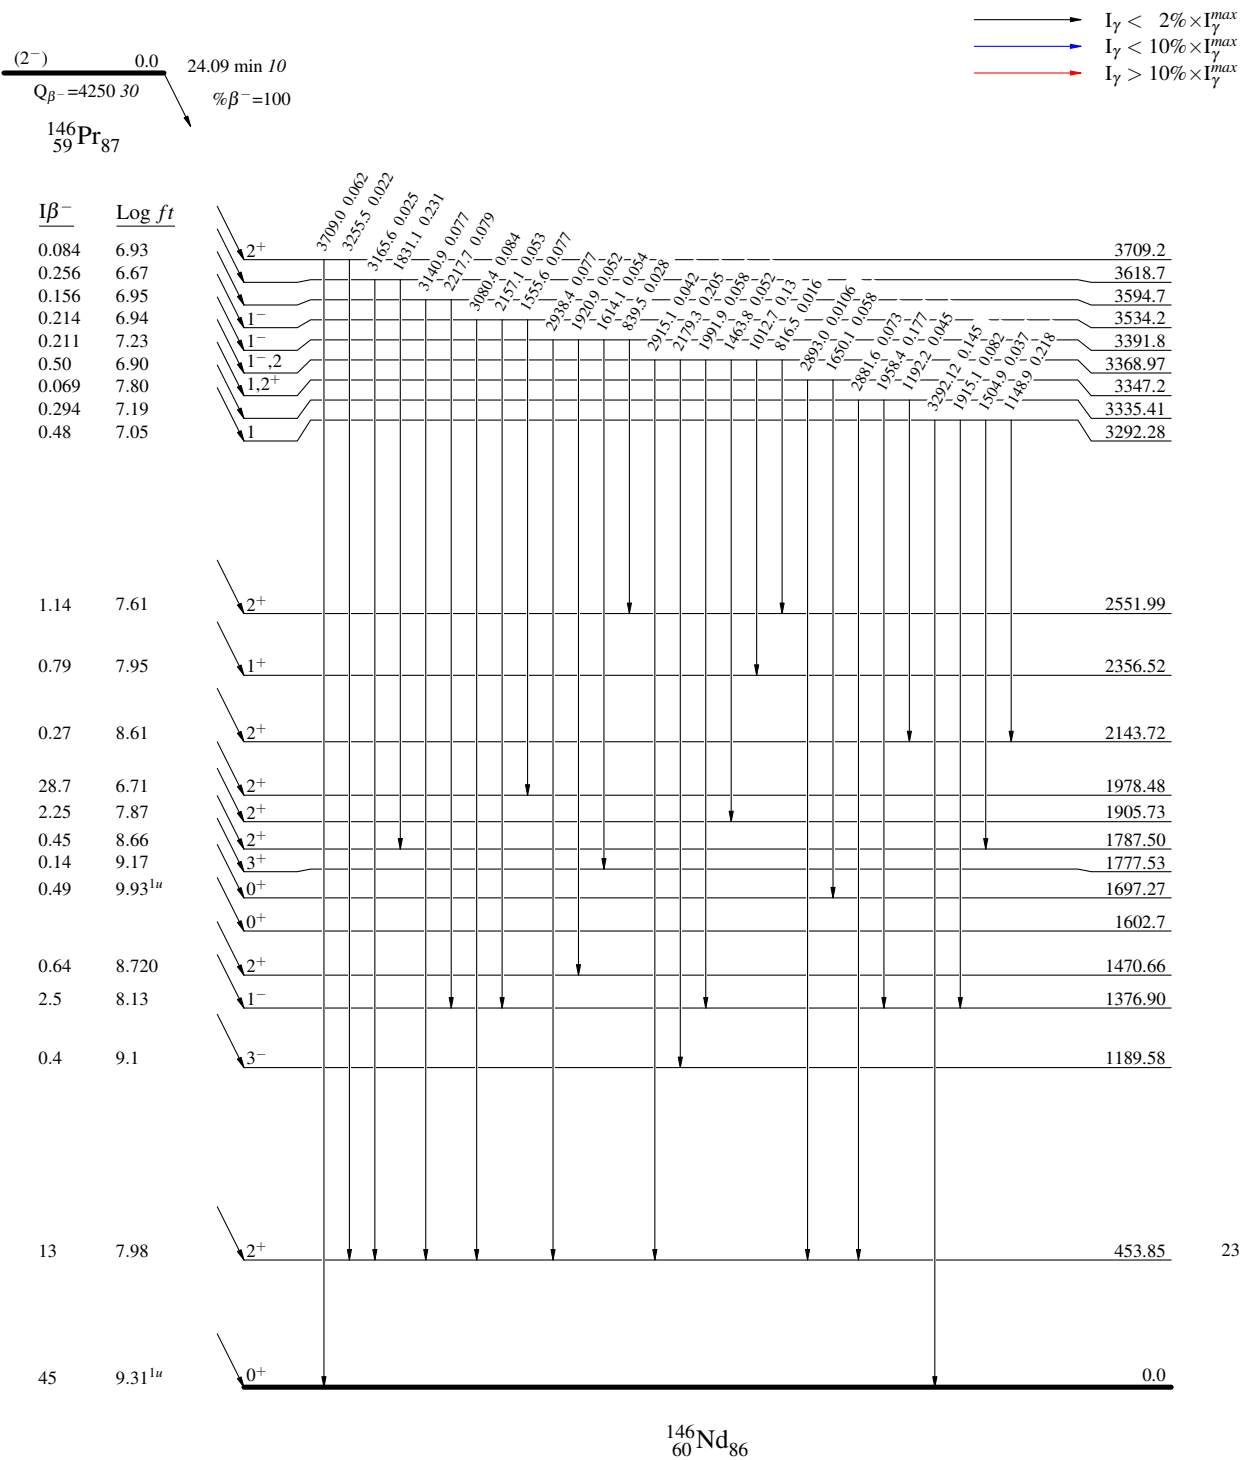 I_γ < 2%×I_γ^max
I_γ < 10%×I_γ^max
I_γ > 10%×I_γ^max
(2⁻) 0.0 24.09 min 10
Q_β⁻=4250 30 %β⁻=100
¹⁴⁶₅₉Pr₈₇
Iβ⁻ Log ft
3709.0 0.062
3255.5 0.022
3165.6 0.025
1831.1 0.231
3140.9 0.077
2217.7 0.079
3080.4 0.084
2157.1 0.053
1555.6 0.077
2938.4 0.077
1920.9 0.052
1614.1 0.054
839.5 0.028
2915.1 0.042
2179.3 0.205
1991.9 0.058
1463.8 0.052
1012.7 0.13
816.5 0.016
2893.0 0.0106
1650.1 0.058
2881.6 0.073
1958.4 0.177
1192.2 0.045
3292.12 0.145
1915.1 0.082
1504.9 0.037
1148.9 0.218
0.084 6.93 2⁺ 3709.2
0.256 6.67 3618.7
0.156 6.95 3594.7
0.214 6.94 1⁻ 3534.2
0.211 7.23 1⁻ 3391.8
0.50 6.90 1⁻,2 3368.97
0.069 7.80 1,2⁺ 3347.2
0.294 7.19 3335.41
0.48 7.05 1 3292.28
1.14 7.61 2⁺ 2551.99
0.79 7.95 1⁺ 2356.52
0.27 8.61 2⁺ 2143.72
28.7 6.71 2⁺ 1978.48
2.25 7.87 2⁺ 1905.73
0.45 8.66 2⁺ 1787.50
0.14 9.17 3⁺ 1777.53
0.49 9.93¹ᵘ 0⁺ 1697.27
0⁺ 1602.7
0.64 8.720 2⁺ 1470.66
2.5 8.13 1⁻ 1376.90
0.4 9.1 3⁻ 1189.58
13 7.98 2⁺ 453.85 23
45 9.31¹ᵘ 0⁺ 0.0
¹⁴⁶₆₀Nd₈₆